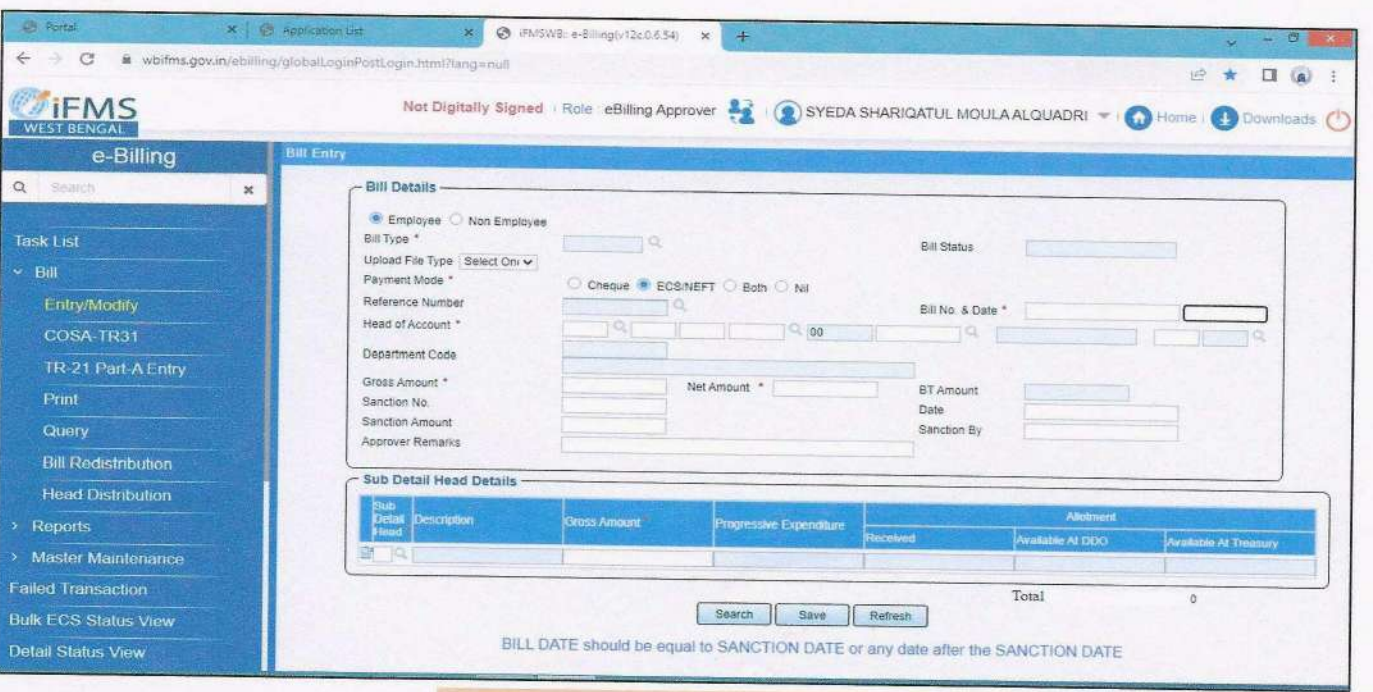 Portal
Application List
iFMSWB:: e-Billing(v12c.0.6.54)
wbifms.gov.in/ebilling/globalLoginPostLogin.html?lang=null
iFMS
WEST BENGAL
Not Digitally Signed
Role : eBilling Approver
SYEDA SHARIQATUL MOULA ALQUADRI
Home
Downloads
e-Billing
Search
Task List
Bill
Entry/Modify
COSA-TR31
TR-21 Part-A Entry
Print
Query
Bill Redistribution
Head Distribution
Reports
Master Maintenance
Failed Transaction
Bulk ECS Status View
Detail Status View
Bill Entry
Bill Details
Employee Non Employee
Bill Type *
Bill Status
Upload File Type Select On
Payment Mode * Cheque ECS/NEFT Both Nil
Reference Number
Bill No. & Date *
Head of Account * 00
Department Code
Gross Amount * Net Amount * BT Amount
Sanction No. Date
Sanction Amount Sanction By
Approver Remarks
Sub Detail Head Details
Sub Detail Head
Description
Gross Amount
Progressive Expenditure
Allotment
Received
Available At DDO
Available At Treasury
Total 0
Search Save Refresh
BILL DATE should be equal to SANCTION DATE or any date after the SANCTION DATE